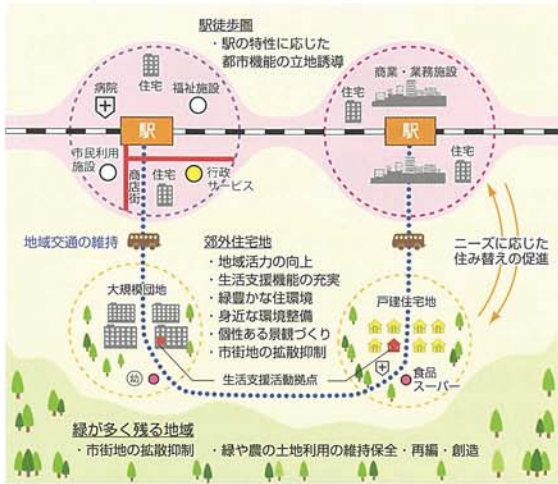 駅徒歩圏
・駅の特性に応じた
都市機能の立地誘導
病院
住宅
福祉施設
駅
市民利用
施設
商店街
住宅
行政
サービス
商業・業務施設
住宅
駅
住宅
地域交通の維持
ニーズに応じた
住み替えの促進
郊外住宅地
・地域活力の向上
・生活支援機能の充実
・緑豊かな住環境
・身近な環境整備
・個性ある景観づくり
・市街地の拡散抑制
大規模団地
戸建住宅地
生活支援活動拠点
幼
食品
スーパー
緑が多く残る地域
・市街地の拡散抑制 ・緑や農の土地利用の維持保全・再編・創造